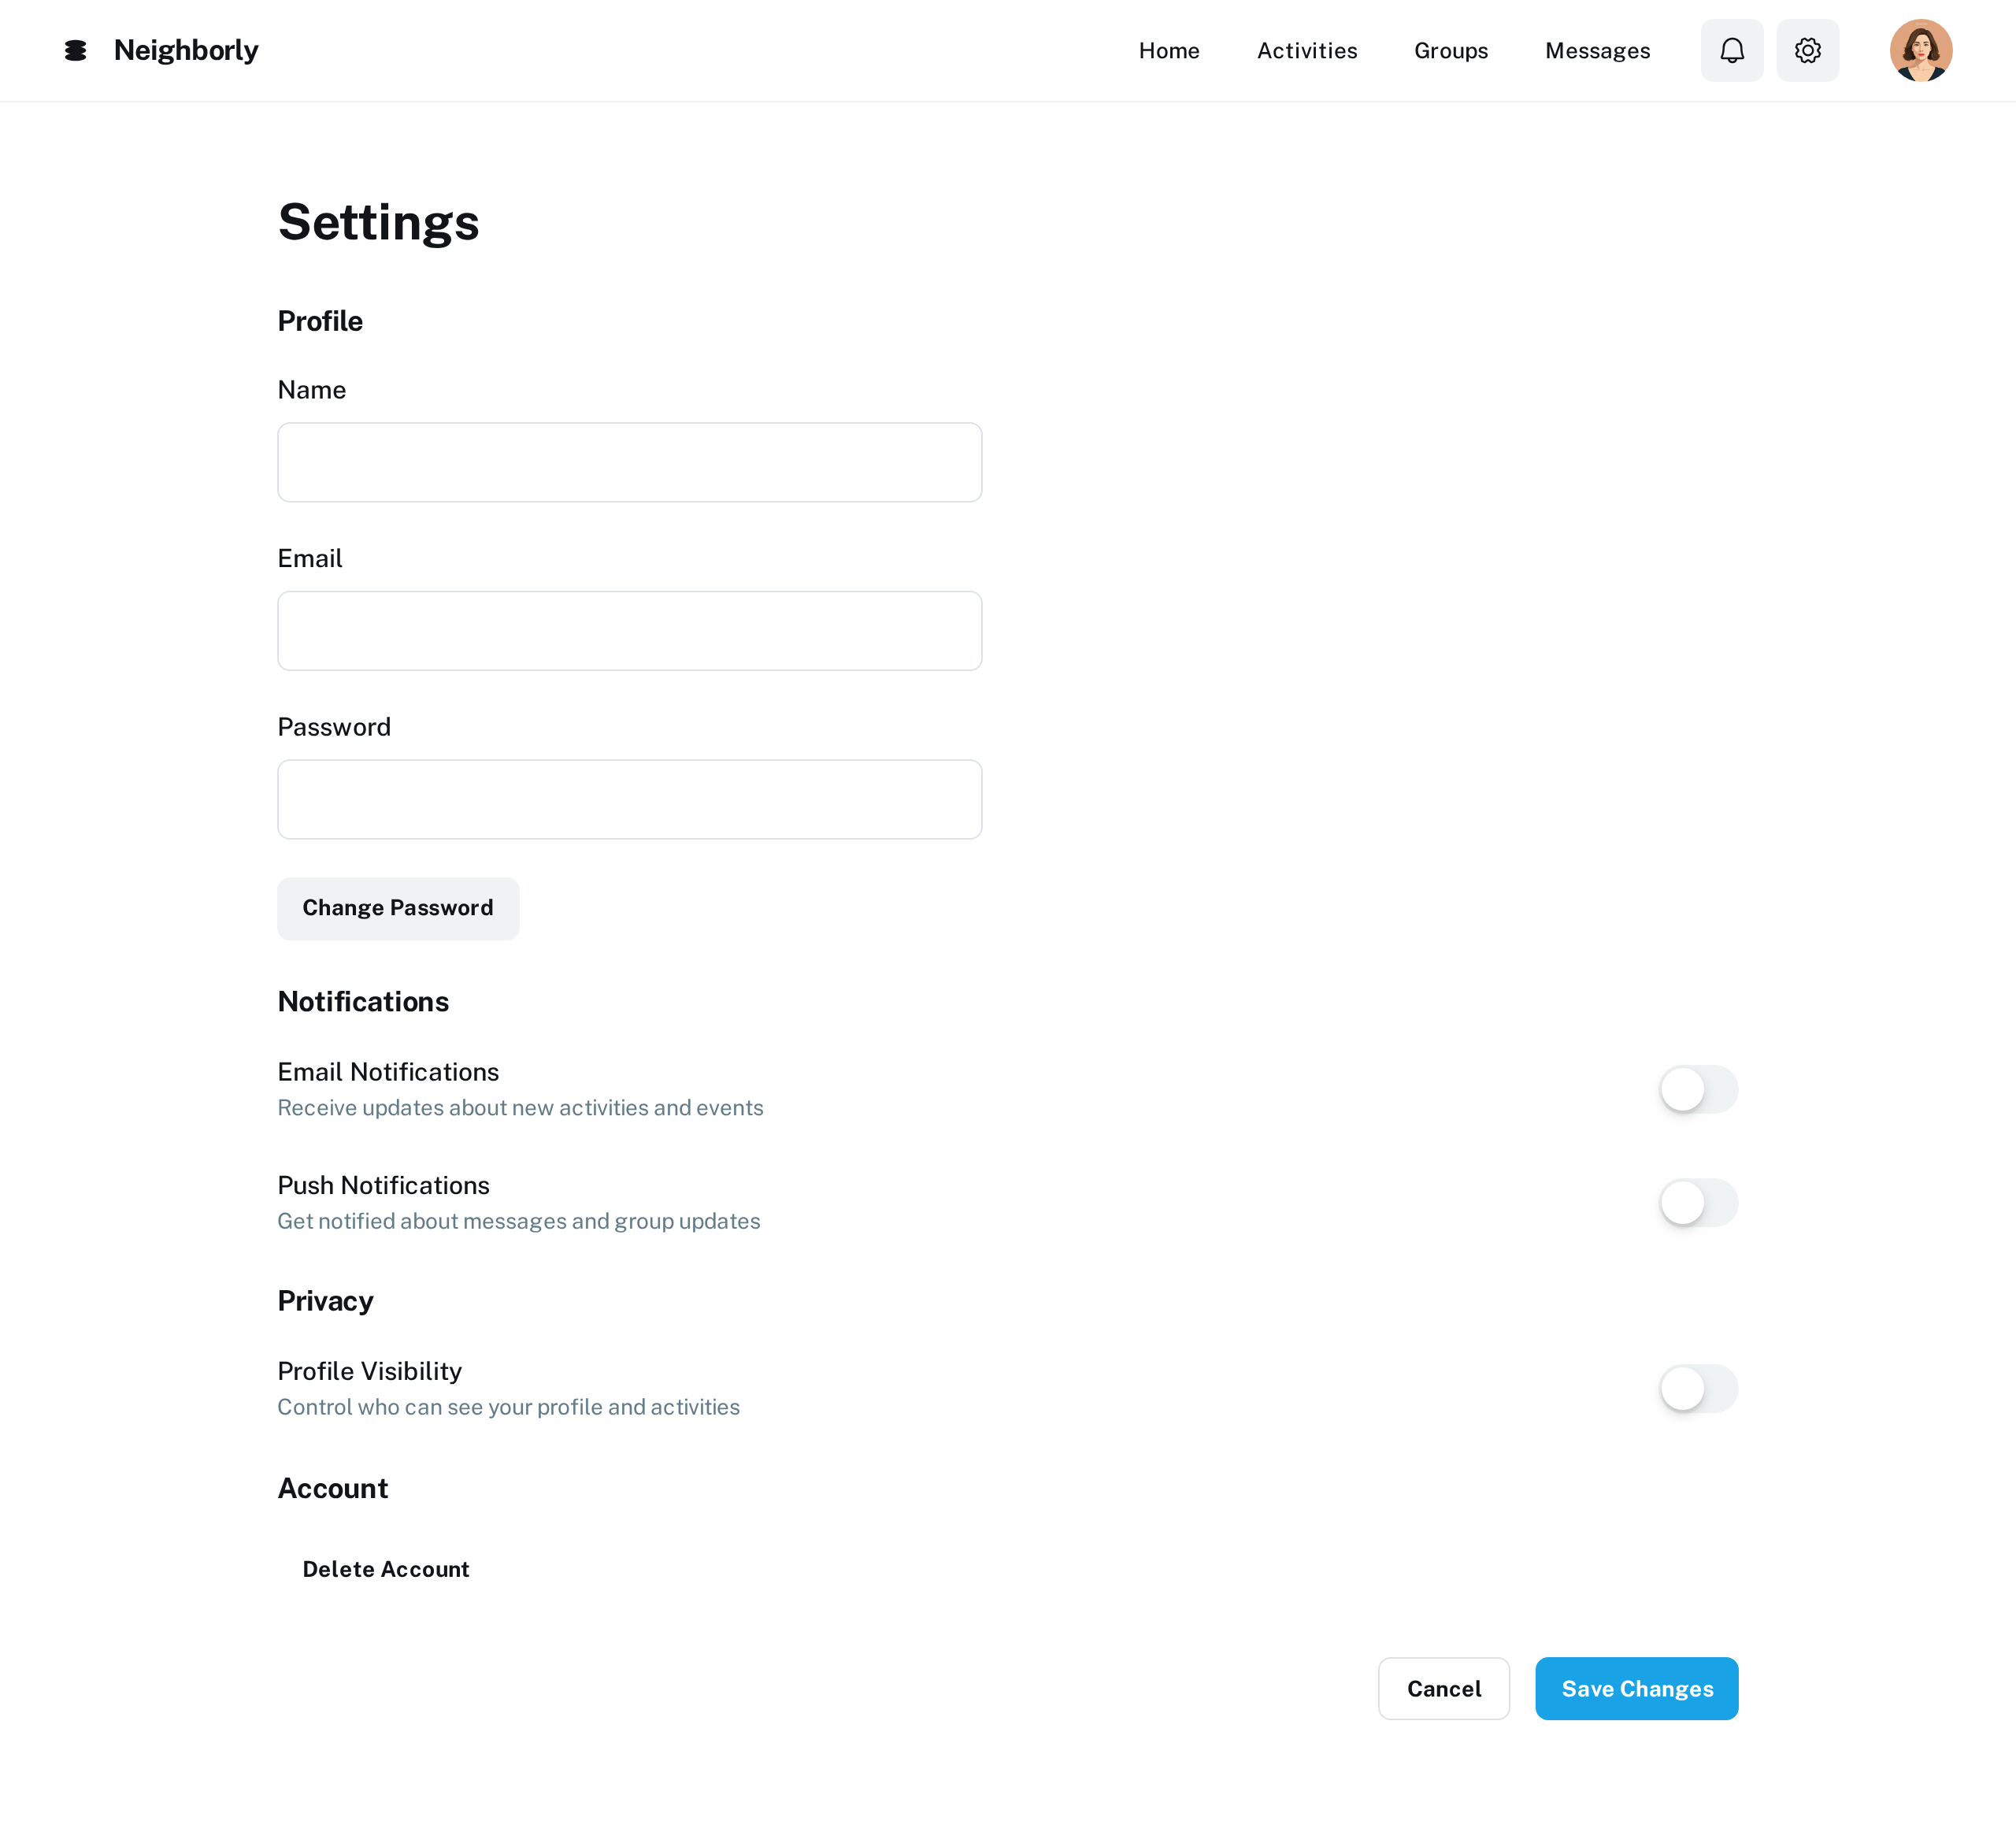 Neighborly
Home
Activities
Groups
Messages
Settings
Profile
Name
Email
Password
Change Password
Notifications
Email Notifications
Receive updates about new activities and events
Push Notifications
Get notified about messages and group updates
Privacy
Profile Visibility
Control who can see your profile and activities
Account
Delete Account
Cancel
Save Changes